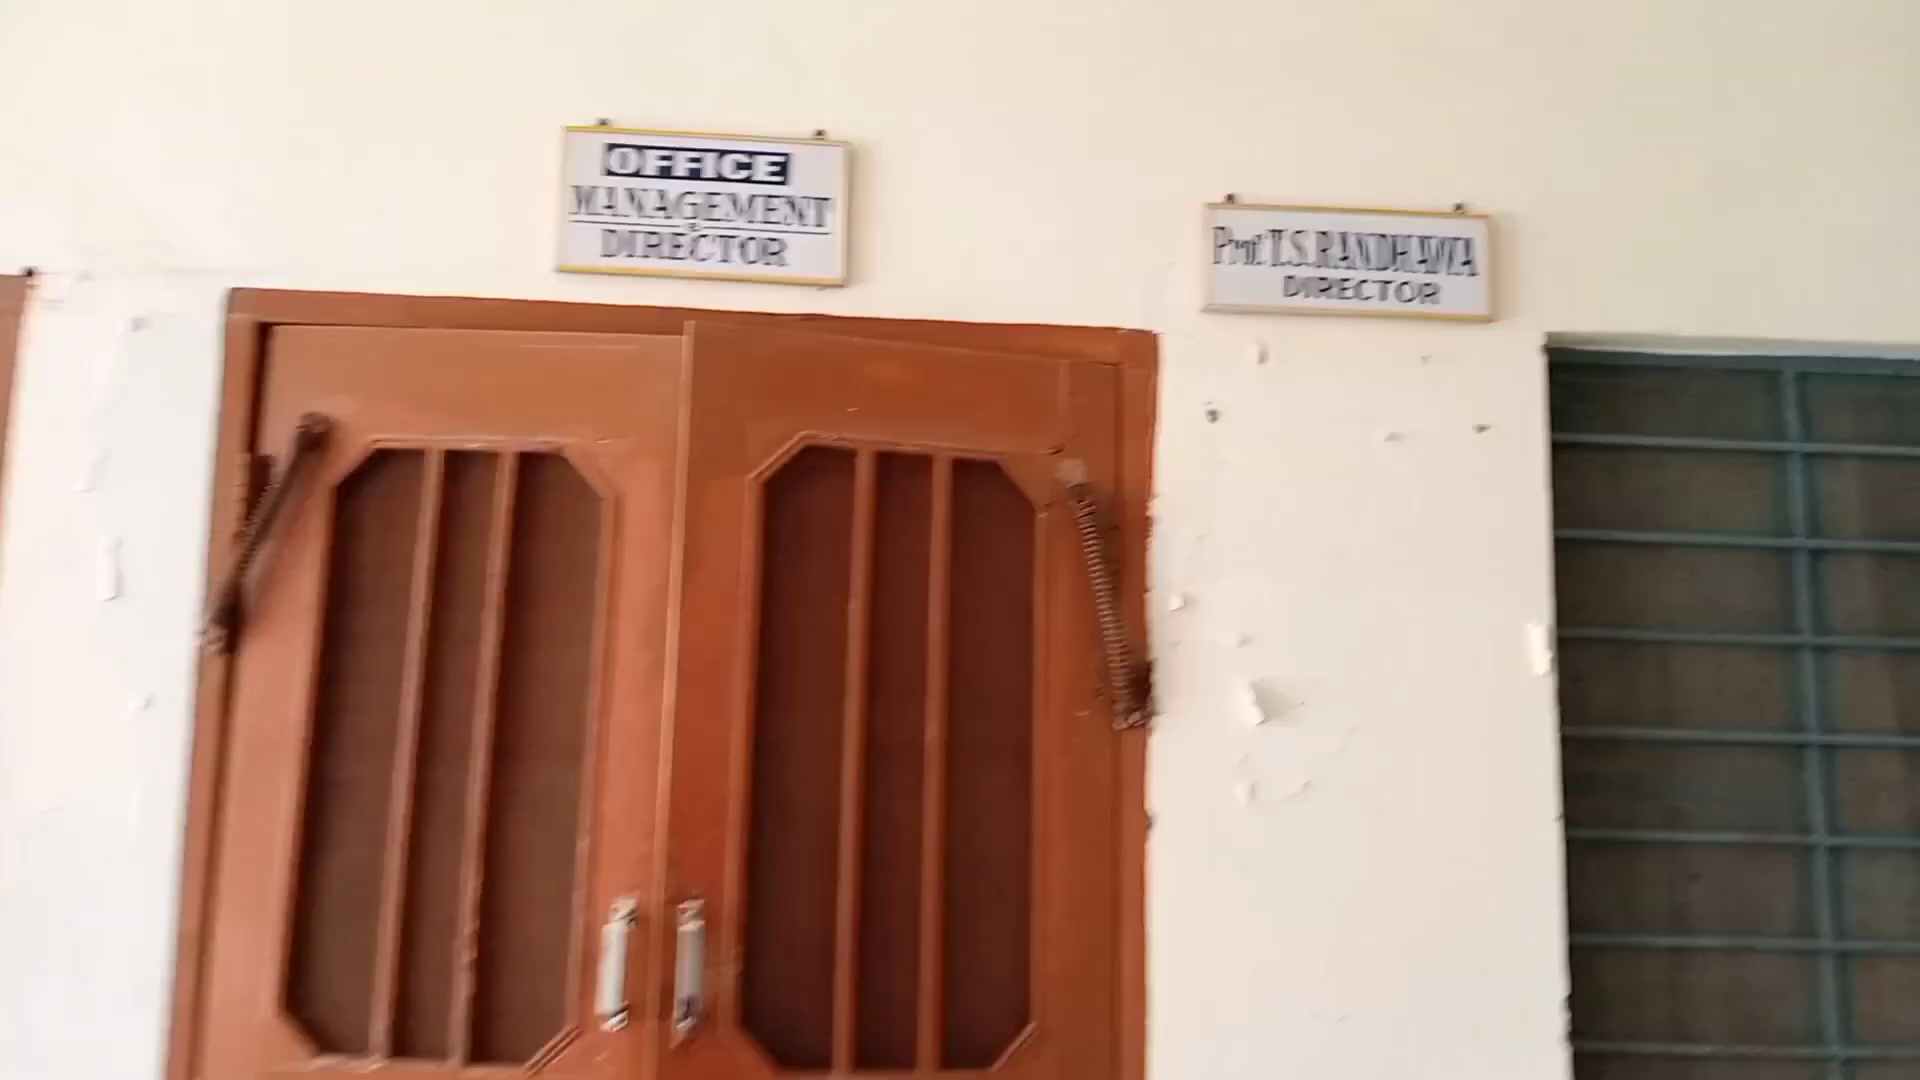 OFFICE
MANAGEMENT
DIRECTOR
Prof. T.S. RANDHAWA
DIRECTOR